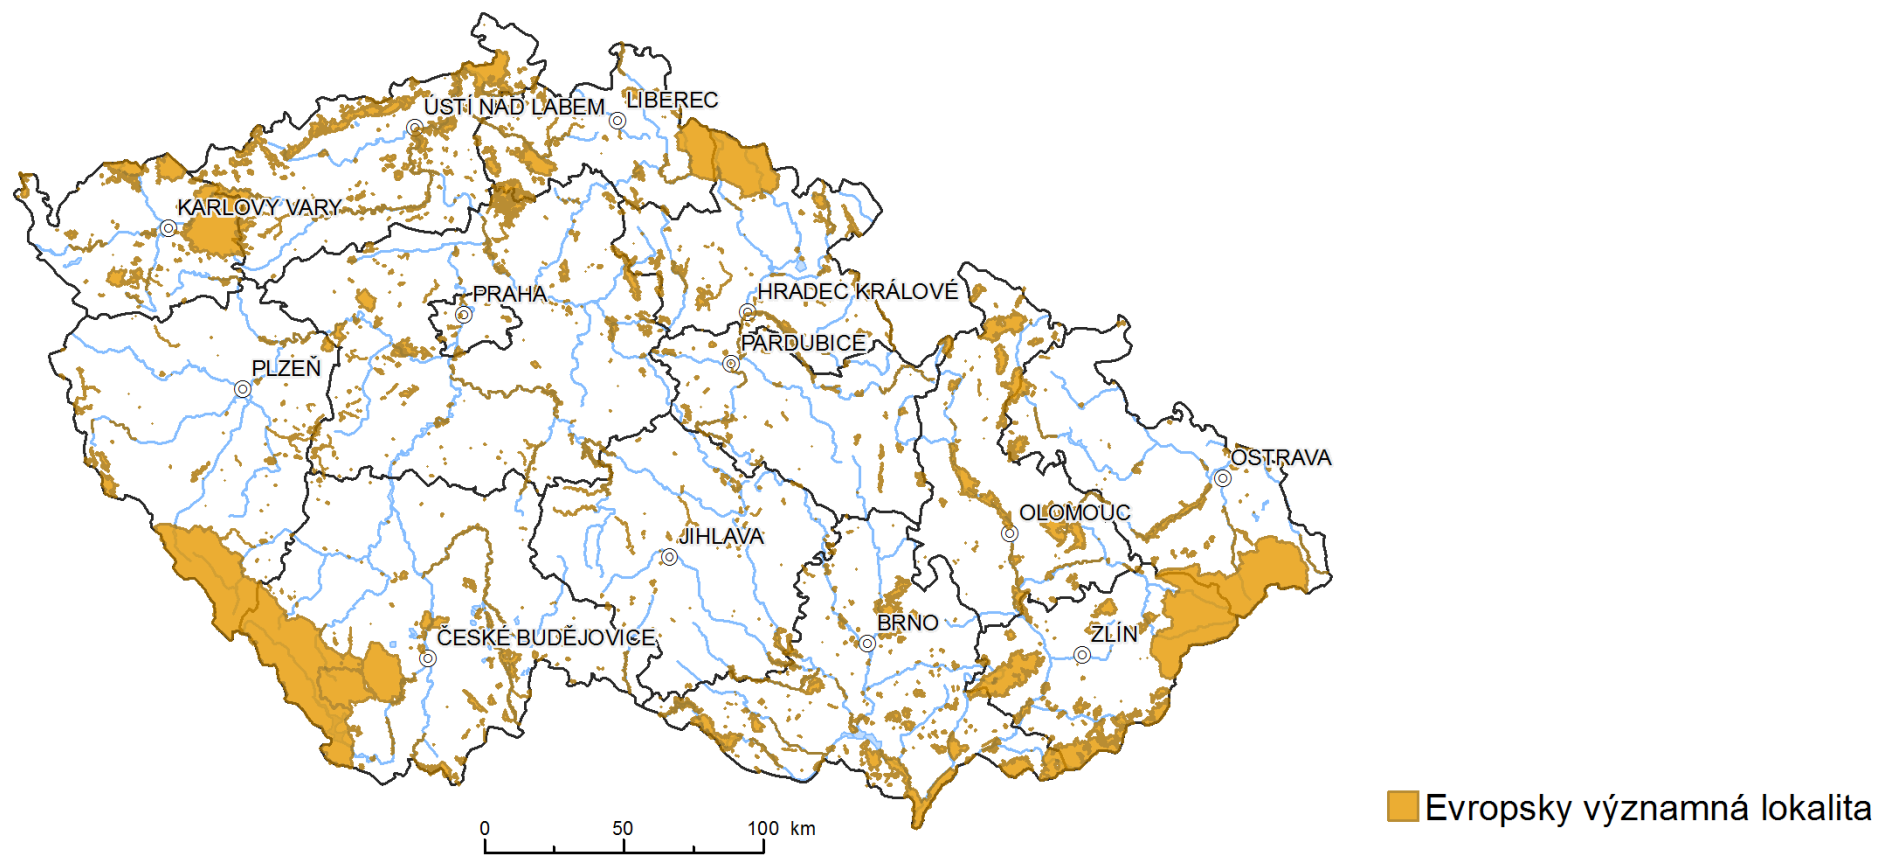 ÚSTÍ NAD LABEM
LIBEREC
KARLOVY VARY
PRAHA
HRADEC KRÁLOVÉ
PARDUBICE
PLZEŇ
OSTRAVA
OLOMOUC
JIHLAVA
BRNO
ČESKÉ BUDĚJOVICE
ZLÍN
Evropsky významná lokalita
0 50 100 km